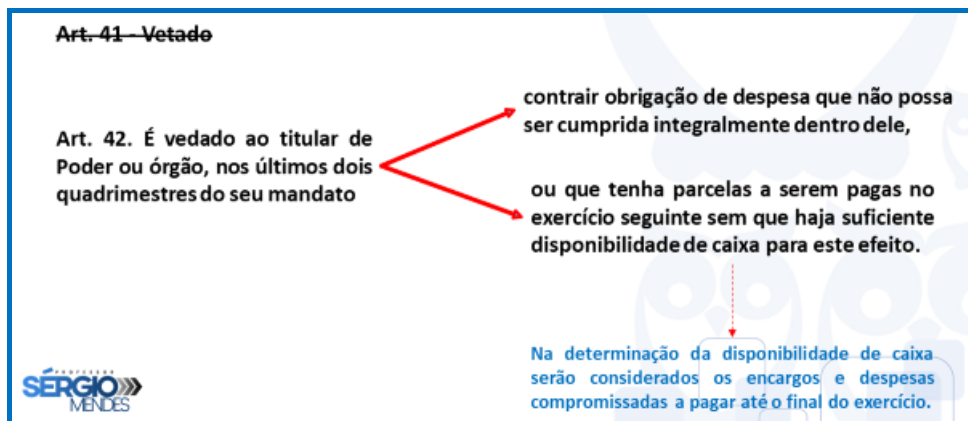 Art. 41 - Vetado
contrair obrigação de despesa que não possa
ser cumprida integralmente dentro dele,
Art. 42. É vedado ao titular de
Poder ou órgão, nos últimos dois
quadrimestres do seu mandato
ou que tenha parcelas a serem pagas no
exercício seguinte sem que haja suficiente
disponibilidade de caixa para este efeito.
Na determinação da disponibilidade de caixa
serão considerados os encargos e despesas
compromissadas a pagar até o final do exercício.
PROFESSOR
SÉRGIO
MENDES